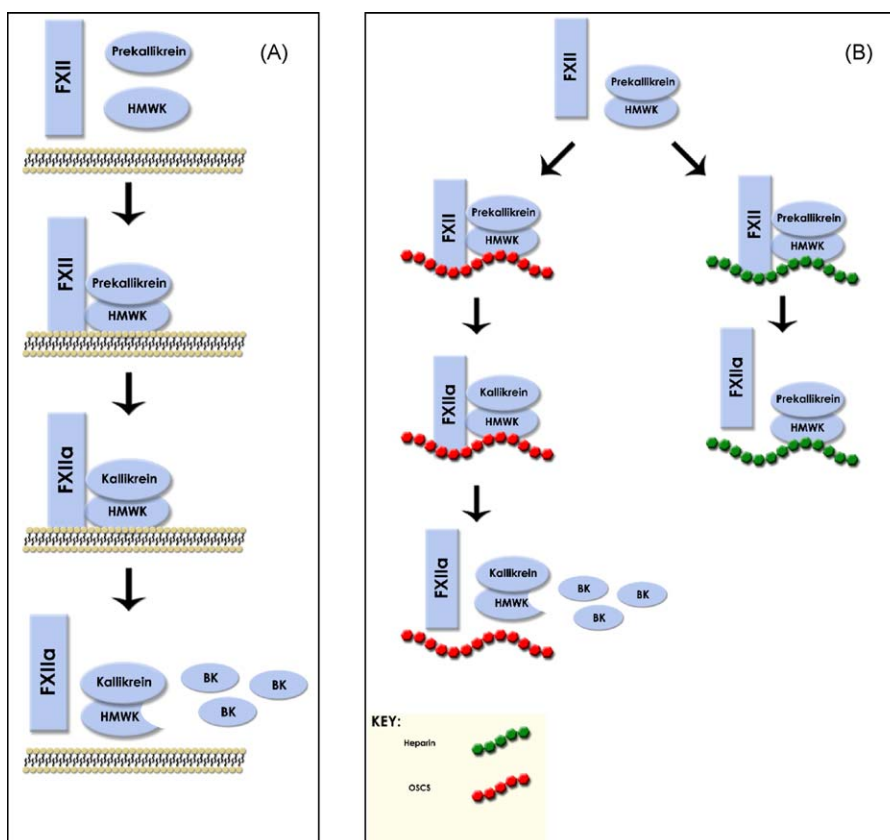 (A)
FXII
Prekallikrein
HMWK
FXII
Prekallikrein
HMWK
FXIIa
Kallikrein
HMWK
FXIIa
Kallikrein
HMWK
BK
BK
BK
(B)
FXII
Prekallikrein
HMWK
FXII
Prekallikrein
HMWK
FXII
Prekallikrein
HMWK
FXIIa
Kallikrein
HMWK
FXIIa
Prekallikrein
HMWK
FXIIa
Kallikrein
HMWK
BK
BK
BK
KEY:
Heparin
OSCS